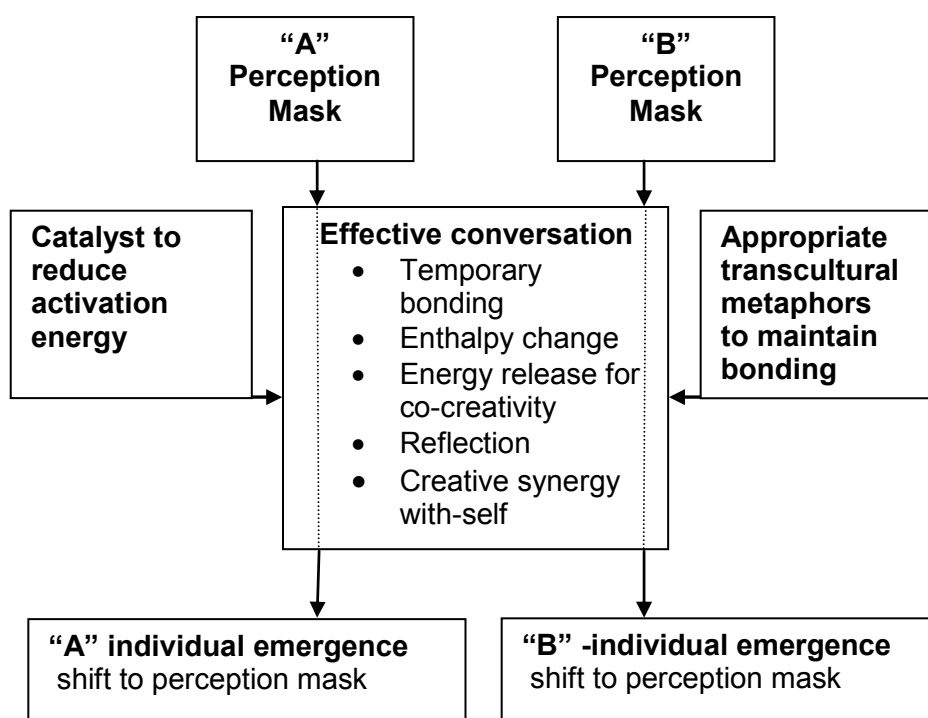 “A”
Perception
Mask
“B”
Perception
Mask
Catalyst to
reduce
activation
energy
Effective conversation
• Temporary
bonding
• Enthalpy change
• Energy release for
co-creativity
• Reflection
• Creative synergy
with-self
Appropriate
transcultural
metaphors
to maintain
bonding
“A” individual emergence
shift to perception mask
“B” -individual emergence
shift to perception mask